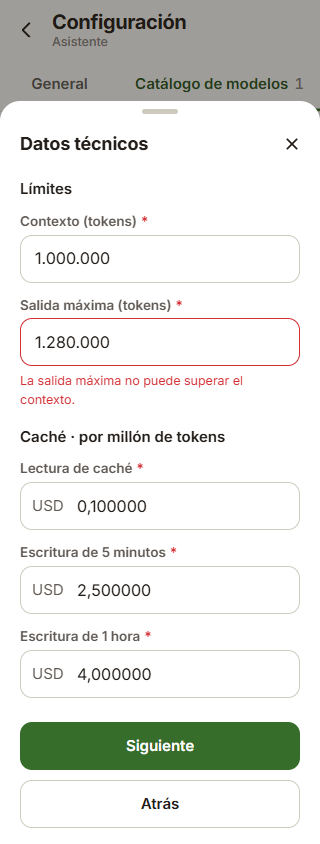 Configuración
Asistente
General
Catálogo de modelos 1
Datos técnicos
Límites
Contexto (tokens) *
1.000.000
Salida máxima (tokens) *
1.280.000
La salida máxima no puede superar el
contexto.
Caché · por millón de tokens
Lectura de caché *
USD 0,100000
Escritura de 5 minutos *
USD 2,500000
Escritura de 1 hora *
USD 4,000000
Siguiente
Atrás